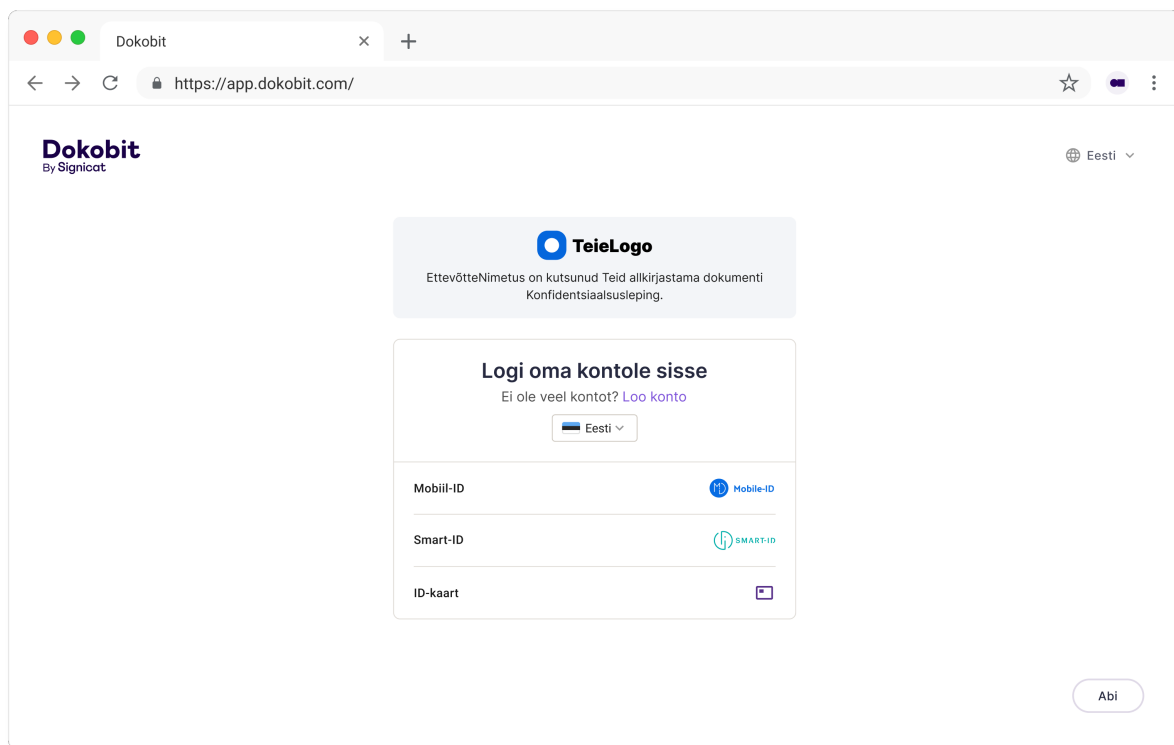 Dokobit
https://app.dokobit.com/
Dokobit
By Signicat
Eesti
TeieLogo
EttevõtteNimetus on kutsunud Teid allkirjastama dokumenti
Konfidentsiaalsusleping.
Logi oma kontole sisse
Ei ole veel kontot? Loo konto
Eesti
Mobiil-ID
Mobile-ID
Smart-ID
SMART-ID
ID-kaart
Abi